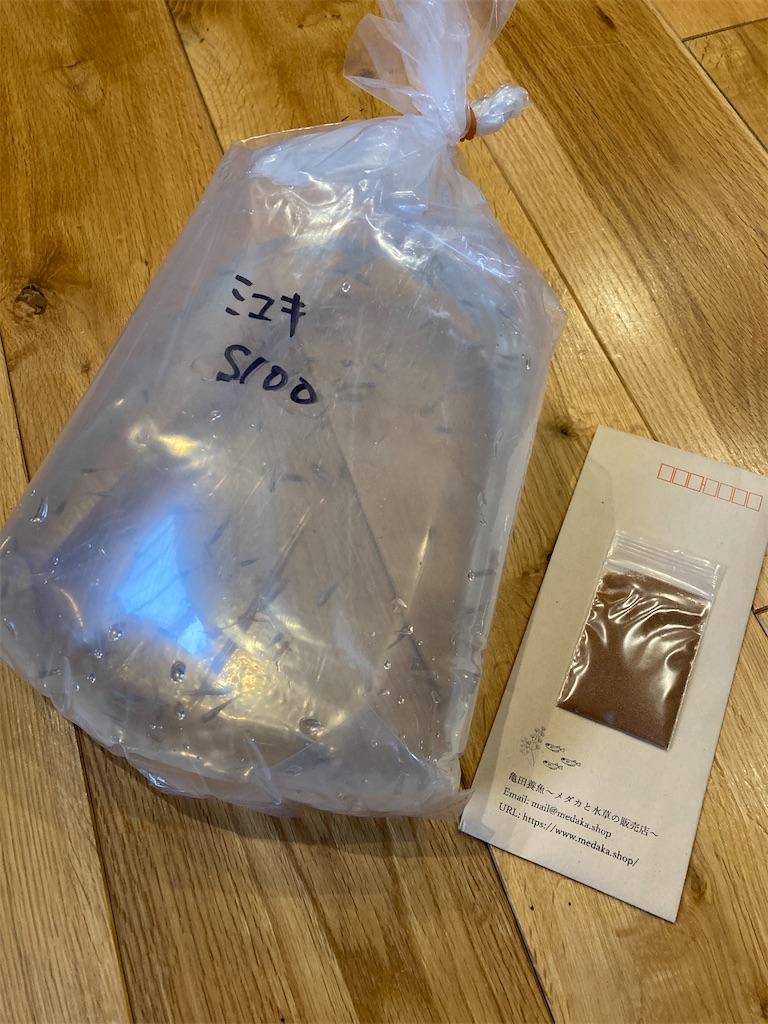 ミユキ
S100
亀田養魚～メダカと水草の販売店～
Email: mail@medaka.shop
URL: https://www.medaka.shop/